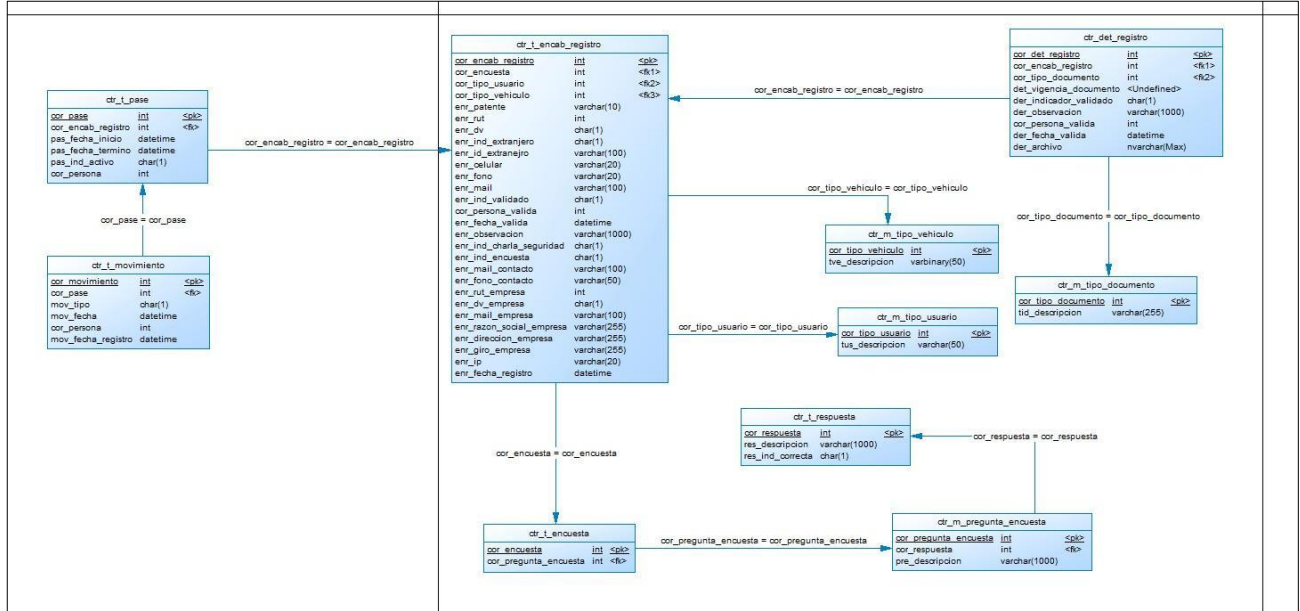 ctr_t_pase
cor_pase int <pk>
cor_encab_registro int <fk>
pas_fecha_inicio datetime
pas_fecha_termino datetime
pas_ind_activo char(1)
cor_persona int
cor_pase = cor_pase
ctr_t_movimiento
cor_movimiento int <pk>
cor_pase int <fk>
mov_tipo char(1)
mov_fecha datetime
cor_persona int
mov_fecha_registro datetime
cor_encab_registro = cor_encab_registro
ctr_t_encab_registro
cor_encab_registro int <pk>
cor_encuesta int <fk1>
cor_tipo_usuario int <fk2>
cor_tipo_vehiculo int <fk3>
enr_patente varchar(10)
enr_rut int
enr_dv char(1)
enr_ind_extranjero char(1)
enr_id_extranejro varchar(100)
enr_celular varchar(20)
enr_fono varchar(20)
enr_mail varchar(100)
enr_ind_validado char(1)
cor_persona_valida int
enr_fecha_valida datetime
enr_observacion varchar(1000)
enr_ind_charla_seguridad char(1)
enr_ind_encuesta char(1)
enr_mail_contacto varchar(100)
enr_fono_contacto varchar(50)
enr_rut_empresa int
enr_dv_empresa char(1)
enr_mail_empresa varchar(100)
enr_razon_social_empresa varchar(255)
enr_direccion_empresa varchar(255)
enr_giro_empresa varchar(255)
enr_ip varchar(20)
enr_fecha_registro datetime
cor_encab_registro = cor_encab_registro
ctr_det_registro
cor_det_registro int <pk>
cor_encab_registro int <fk1>
cor_tipo_documento int <fk2>
det_vigencia_documento <Undefined>
der_indicador_validado char(1)
der_observacion varchar(1000)
cor_persona_valida int
der_fecha_valida datetime
der_archivo nvarchar(Max)
cor_tipo_vehiculo = cor_tipo_vehiculo
cor_tipo_documento = cor_tipo_documento
ctr_m_tipo_vehiculo
cor_tipo_vehiculo int <pk>
tve_descripcion varbinary(50)
ctr_m_tipo_documento
cor_tipo_documento int <pk>
tid_descripcion varchar(255)
cor_tipo_usuario = cor_tipo_usuario
ctr_m_tipo_usuario
cor_tipo_usuario int <pk>
tus_descripcion varchar(50)
ctr_t_respuesta
cor_respuesta int <pk>
res_descripcion varchar(1000)
res_ind_correcta char(1)
cor_respuesta = cor_respuesta
cor_encuesta = cor_encuesta
ctr_t_encuesta
cor_encuesta int <pk>
cor_pregunta_encuesta int <fk>
cor_pregunta_encuesta = cor_pregunta_encuesta
ctr_m_pregunta_encuesta
cor_pregunta_encuesta int <pk>
cor_respuesta int <fk>
pre_descripcion varchar(1000)